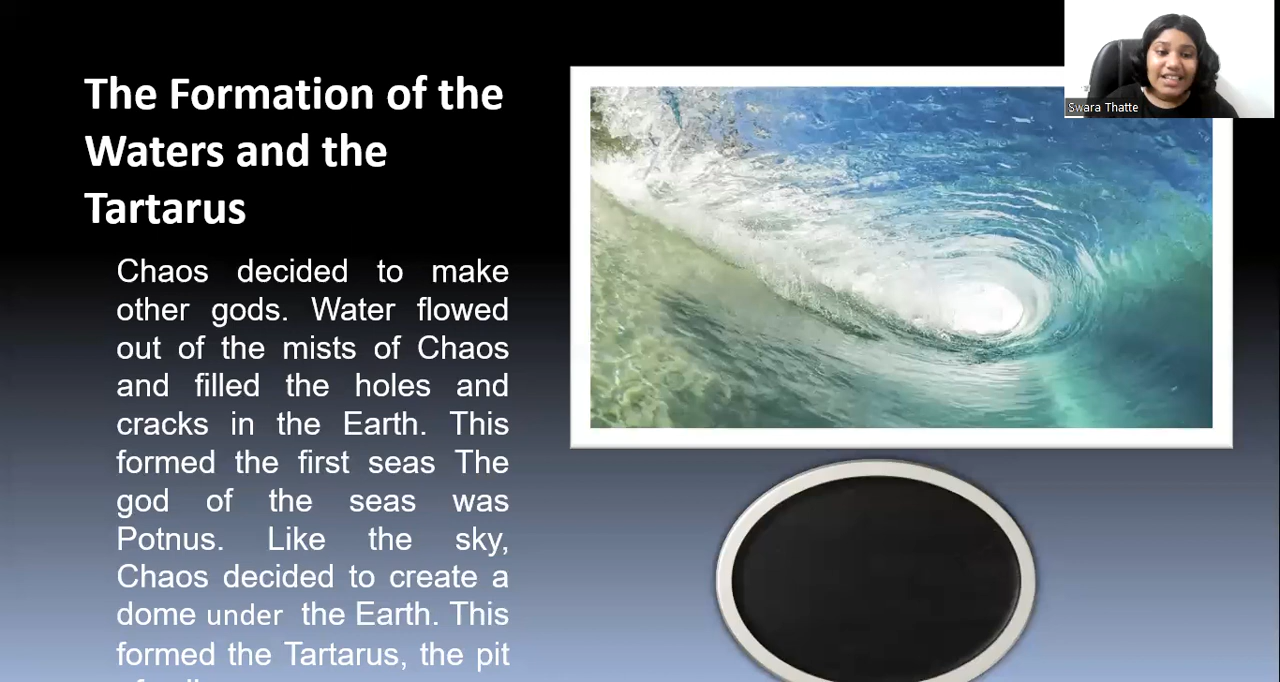 The Formation of the
Waters and the
Tartarus
Chaos decided to make
other gods. Water flowed
out of the mists of Chaos
and filled the holes and
cracks in the Earth. This
formed the first seas The
god of the seas was
Potnus. Like the sky,
Chaos decided to create a
dome under the Earth. This
formed the Tartarus, the pit
Swara Thatte